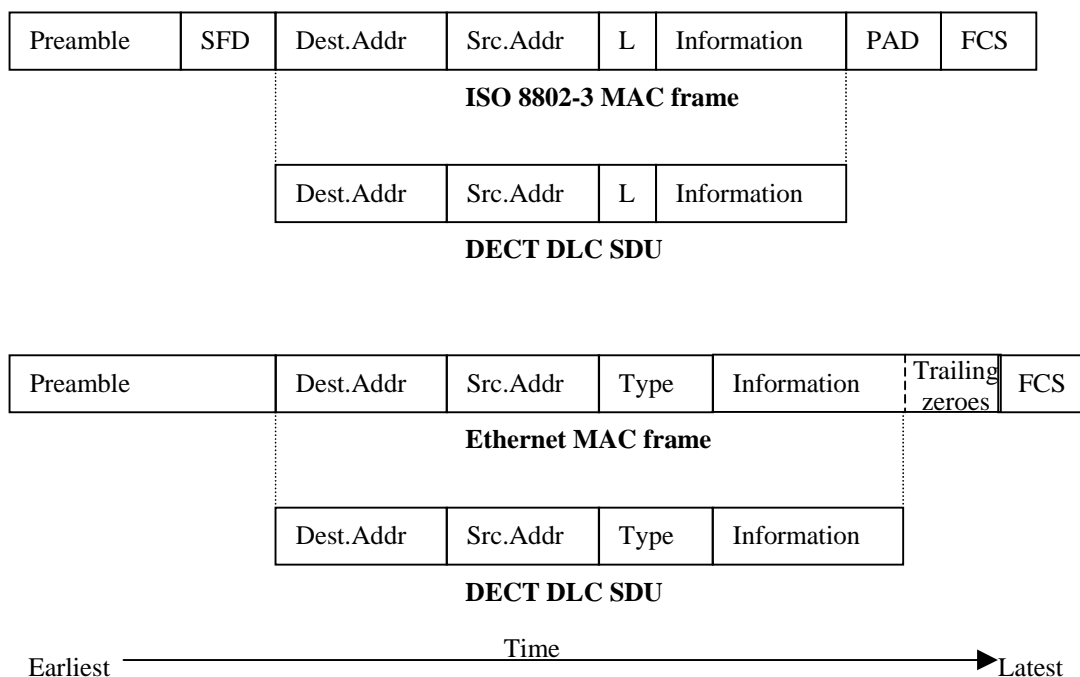 Preamble SFD Dest.Addr Src.Addr L Information PAD FCS
ISO 8802-3 MAC frame
Dest.Addr Src.Addr L Information
DECT DLC SDU
Preamble Dest.Addr Src.Addr Type Information Trailing zeroes FCS
Ethernet MAC frame
Dest.Addr Src.Addr Type Information
DECT DLC SDU
Time
Earliest Latest